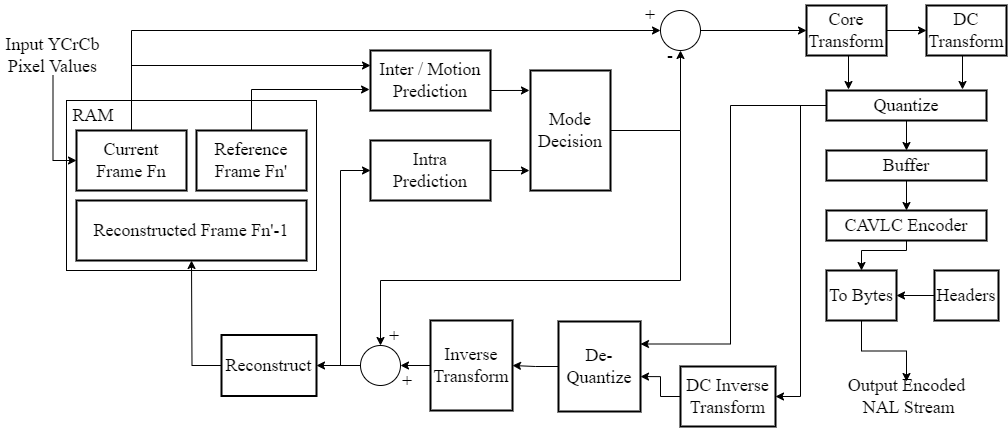 Input YCrCb
Pixel Values
RAM
Current
Frame Fn
Reference
Frame Fn'
Reconstructed Frame Fn'-1
Inter / Motion
Prediction
Intra
Prediction
Mode
Decision
+
-
Core
Transform
DC
Transform
Quantize
Buffer
CAVLC Encoder
To Bytes
Headers
Output Encoded
NAL Stream
Reconstruct
+
+
Inverse
Transform
De-
Quantize
DC Inverse
Transform